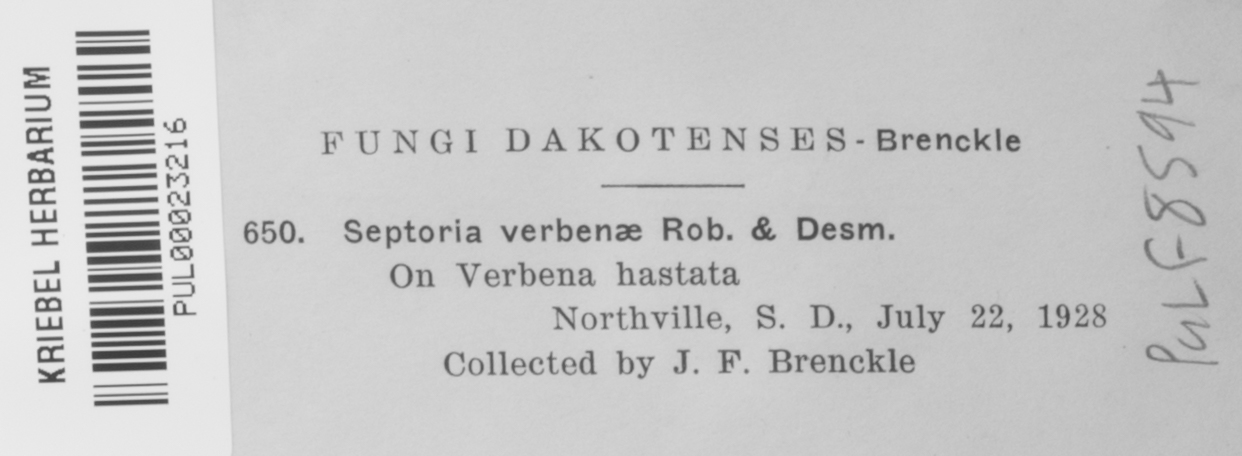 KRIEBEL HERBARIUM
PUL00023216
FUNGI DAKOTENSES - Brenckle
650. Septoria verbenæ Rob. & Desm.
On Verbena hastata
Northville, S. D., July 22, 1928
Collected by J. F. Brenckle
PUL F8594